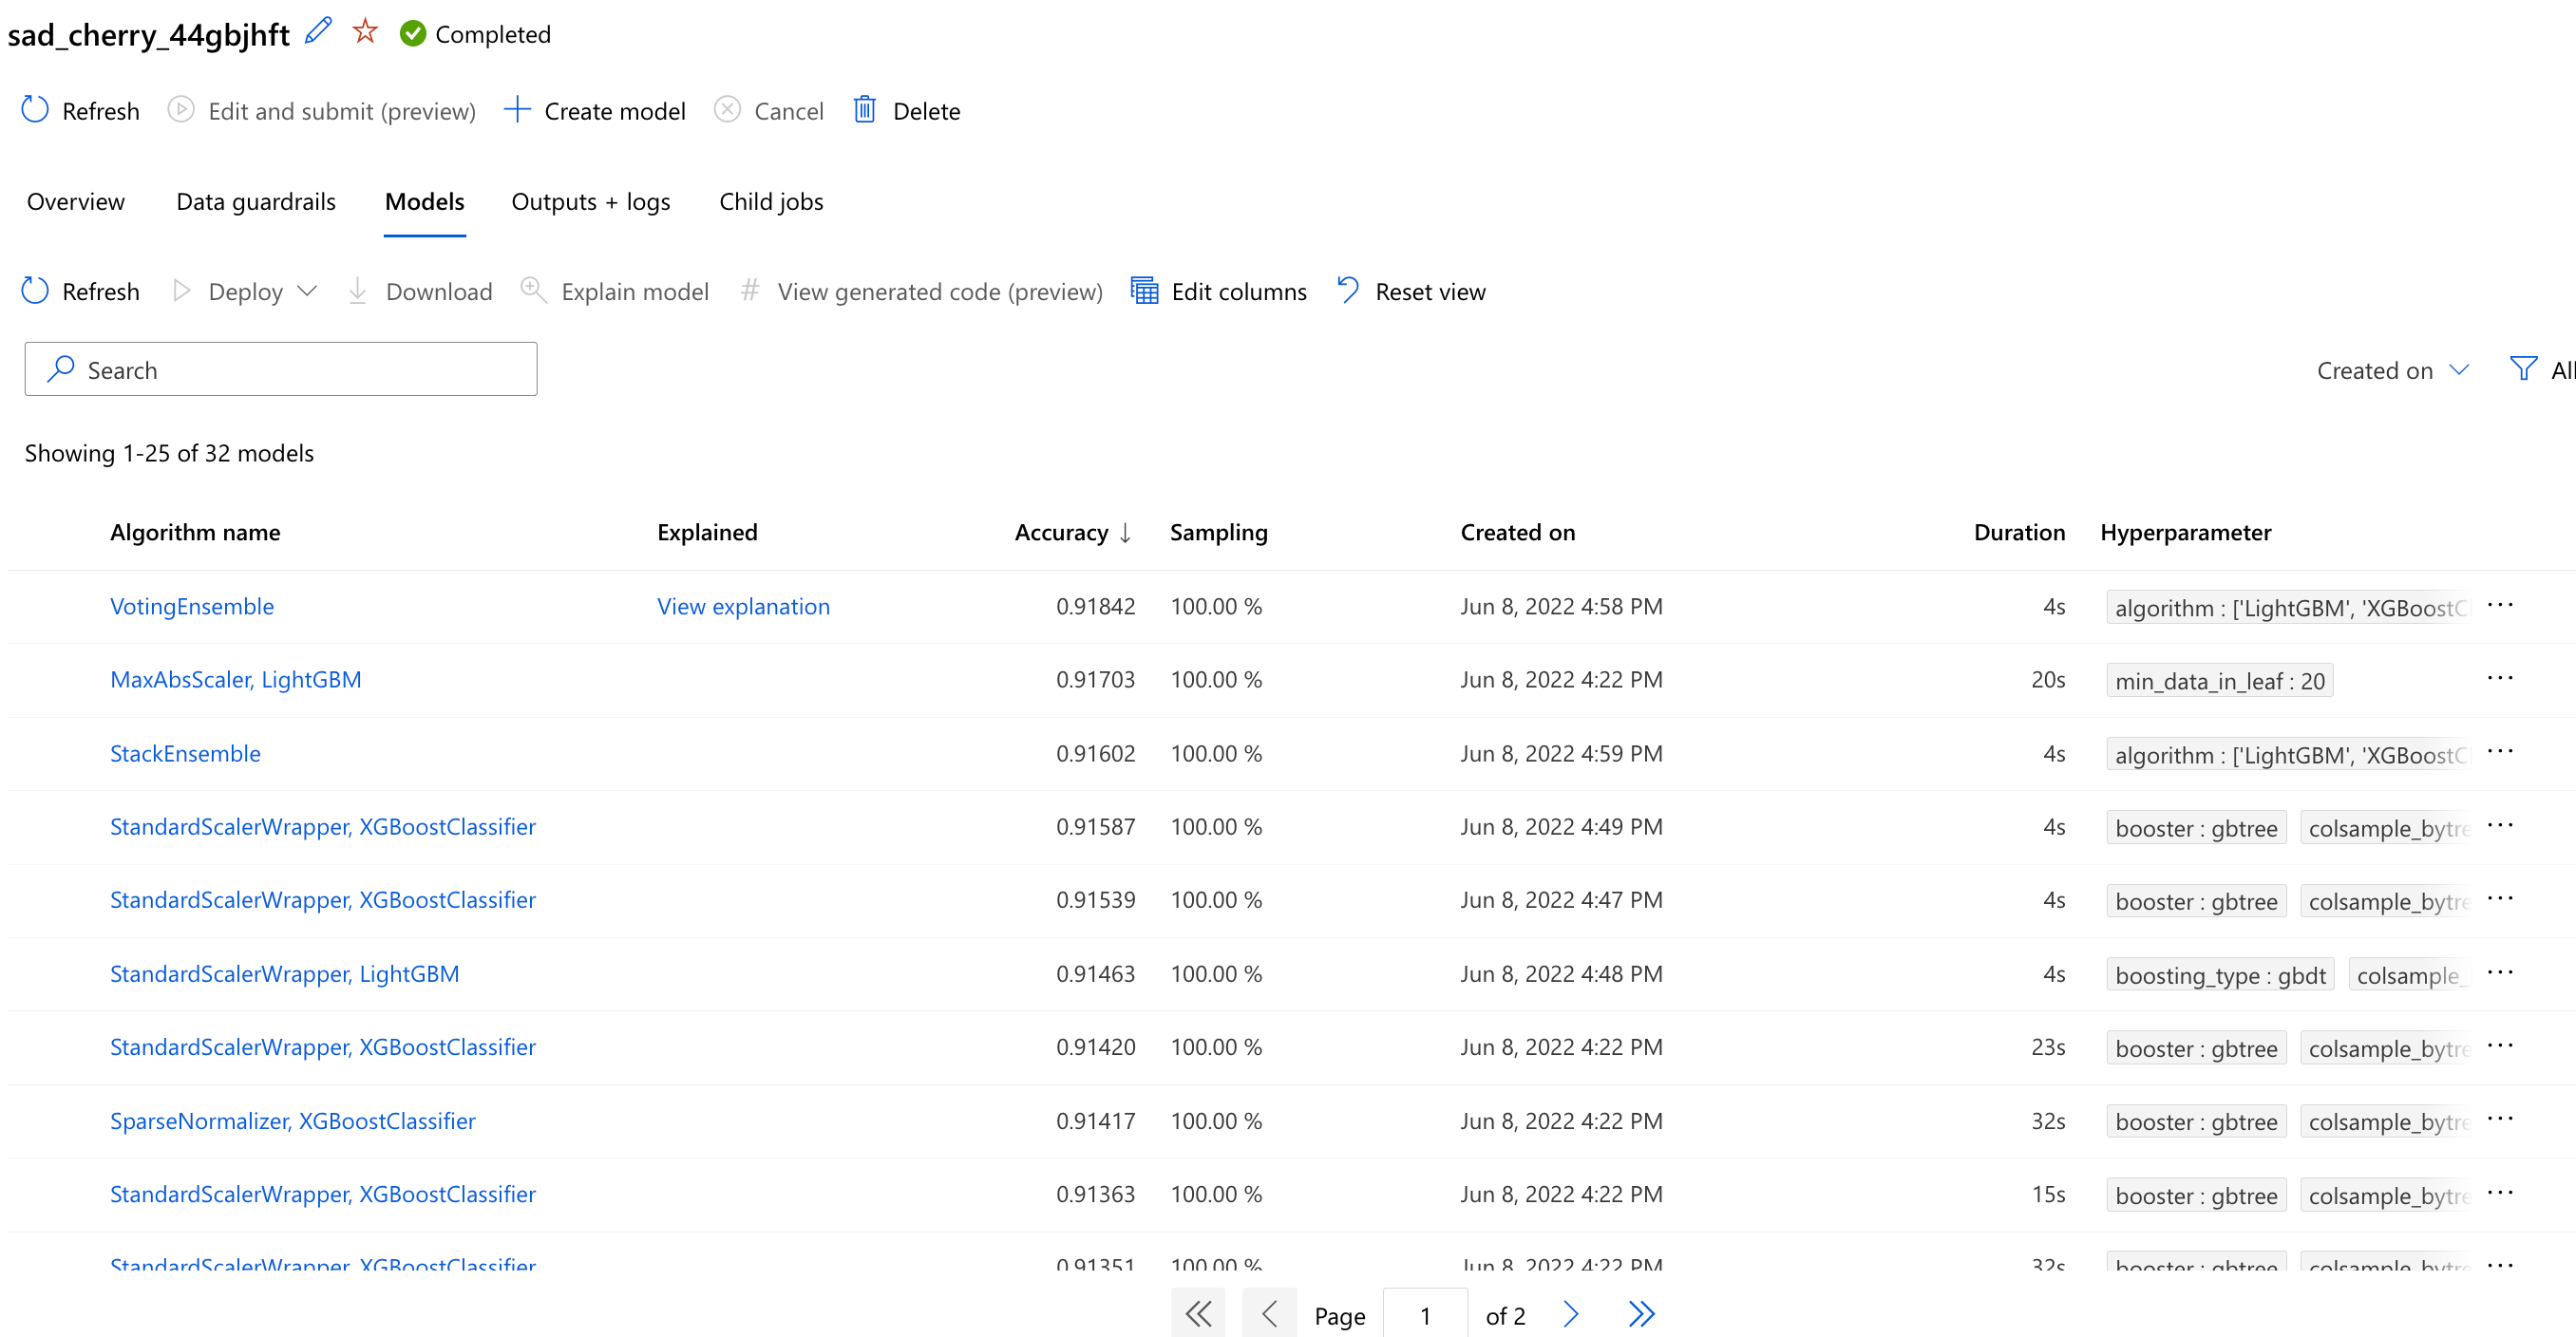 sad_cherry_44gbjhft Completed
Refresh Edit and submit (preview) Create model Cancel Delete
Overview Data guardrails Models Outputs + logs Child jobs
Refresh Deploy Download Explain model # View generated code (preview) Edit columns Reset view
Search Created on All
Showing 1-25 of 32 models
Algorithm name Explained Accuracy ↓ Sampling Created on Duration Hyperparameter
VotingEnsemble View explanation 0.91842 100.00 % Jun 8, 2022 4:58 PM 4s algorithm : ['LightGBM', 'XGBoostC ...
MaxAbsScaler, LightGBM 0.91703 100.00 % Jun 8, 2022 4:22 PM 20s min_data_in_leaf : 20 ...
StackEnsemble 0.91602 100.00 % Jun 8, 2022 4:59 PM 4s algorithm : ['LightGBM', 'XGBoostC ...
StandardScalerWrapper, XGBoostClassifier 0.91587 100.00 % Jun 8, 2022 4:49 PM 4s booster : gbtree colsample_bytre ...
StandardScalerWrapper, XGBoostClassifier 0.91539 100.00 % Jun 8, 2022 4:47 PM 4s booster : gbtree colsample_bytre ...
StandardScalerWrapper, LightGBM 0.91463 100.00 % Jun 8, 2022 4:48 PM 4s boosting_type : gbdt colsample_ ...
StandardScalerWrapper, XGBoostClassifier 0.91420 100.00 % Jun 8, 2022 4:22 PM 23s booster : gbtree colsample_bytre ...
SparseNormalizer, XGBoostClassifier 0.91417 100.00 % Jun 8, 2022 4:22 PM 32s booster : gbtree colsample_bytre ...
StandardScalerWrapper, XGBoostClassifier 0.91363 100.00 % Jun 8, 2022 4:22 PM 15s booster : gbtree colsample_bytre ...
StandardScalerWrapper, XGBoostClassifier 0.91351 100.00 % Jun 8, 2022 4:22 PM 32s booster : gbtree colsample_bytre ...
Page 1 of 2